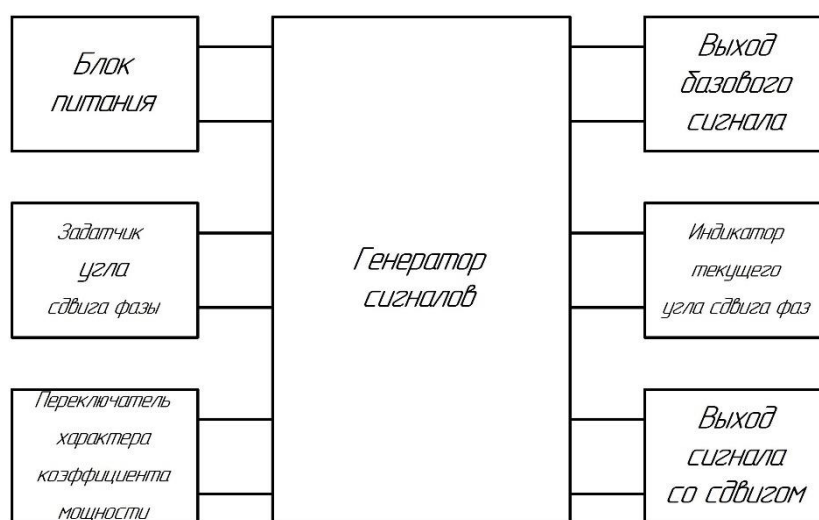 Блок
питания
Задатчик
угла
сдвига фазы
Переключатель
характера
коэффициента
мощности
Генератор
сигналов
Выход
базового
сигнала
Индикатор
текущего
угла сдвига фаз
Выход
сигнала
со сдвигом